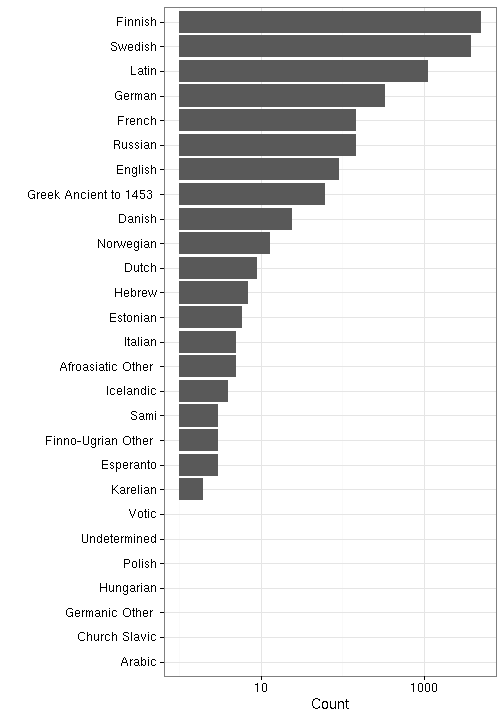 Finnish
Swedish
Latin
German
French
Russian
English
Greek Ancient to 1453
Danish
Norwegian
Dutch
Hebrew
Estonian
Italian
Afroasiatic Other
Icelandic
Sami
Finno-Ugrian Other
Esperanto
Karelian
Votic
Undetermined
Polish
Hungarian
Germanic Other
Church Slavic
Arabic
10 1000
Count